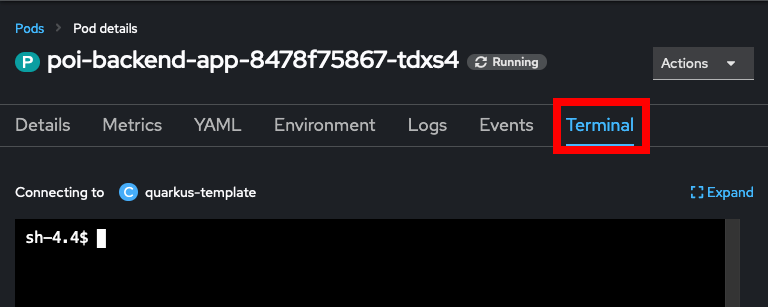 Pods > Pod details
P poi-backend-app-8478f75867-tdxs4 Running
Actions
Details Metrics YAML Environment Logs Events Terminal
Connecting to C quarkus-template Expand
sh-4.4$